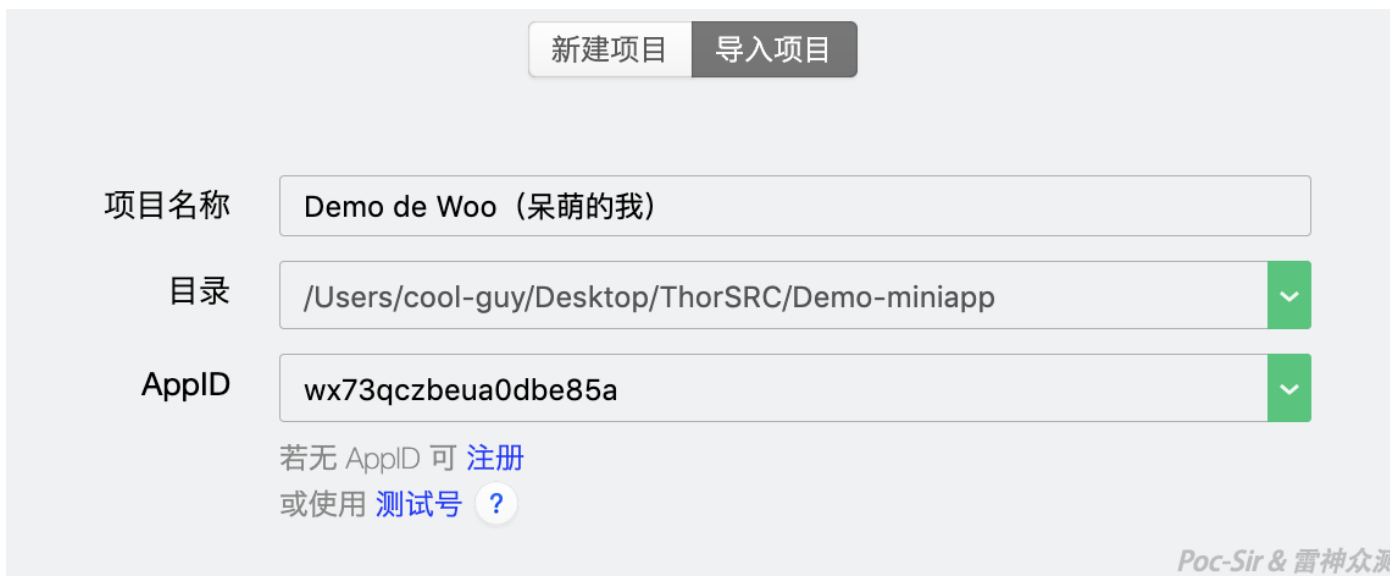 新建项目 导入项目
项目名称 Demo de Woo（呆萌的我）
目录 /Users/cool-guy/Desktop/ThorSRC/Demo-miniapp
AppID wx73qczbeua0dbe85a
若无 AppID 可 注册
或使用 测试号 ?
Poc-Sir & 雷神众测